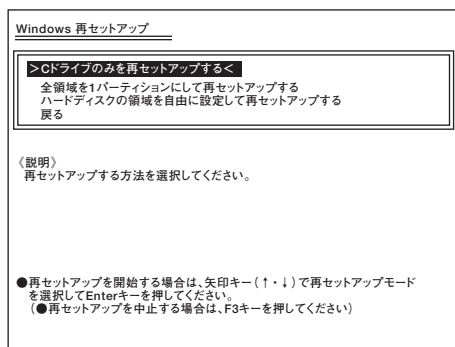 Windows 再セットアップ
>Cドライブのみを再セットアップする<
全領域を1パーティションにして再セットアップする
ハードディスクの領域を自由に設定して再セットアップする
戻る
《説明》
再セットアップする方法を選択してください。
●再セットアップを開始する場合は、矢印キー(↑・↓)で再セットアップモード
を選択してEnterキーを押してください。
(●再セットアップを中止する場合は、F3キーを押してください)